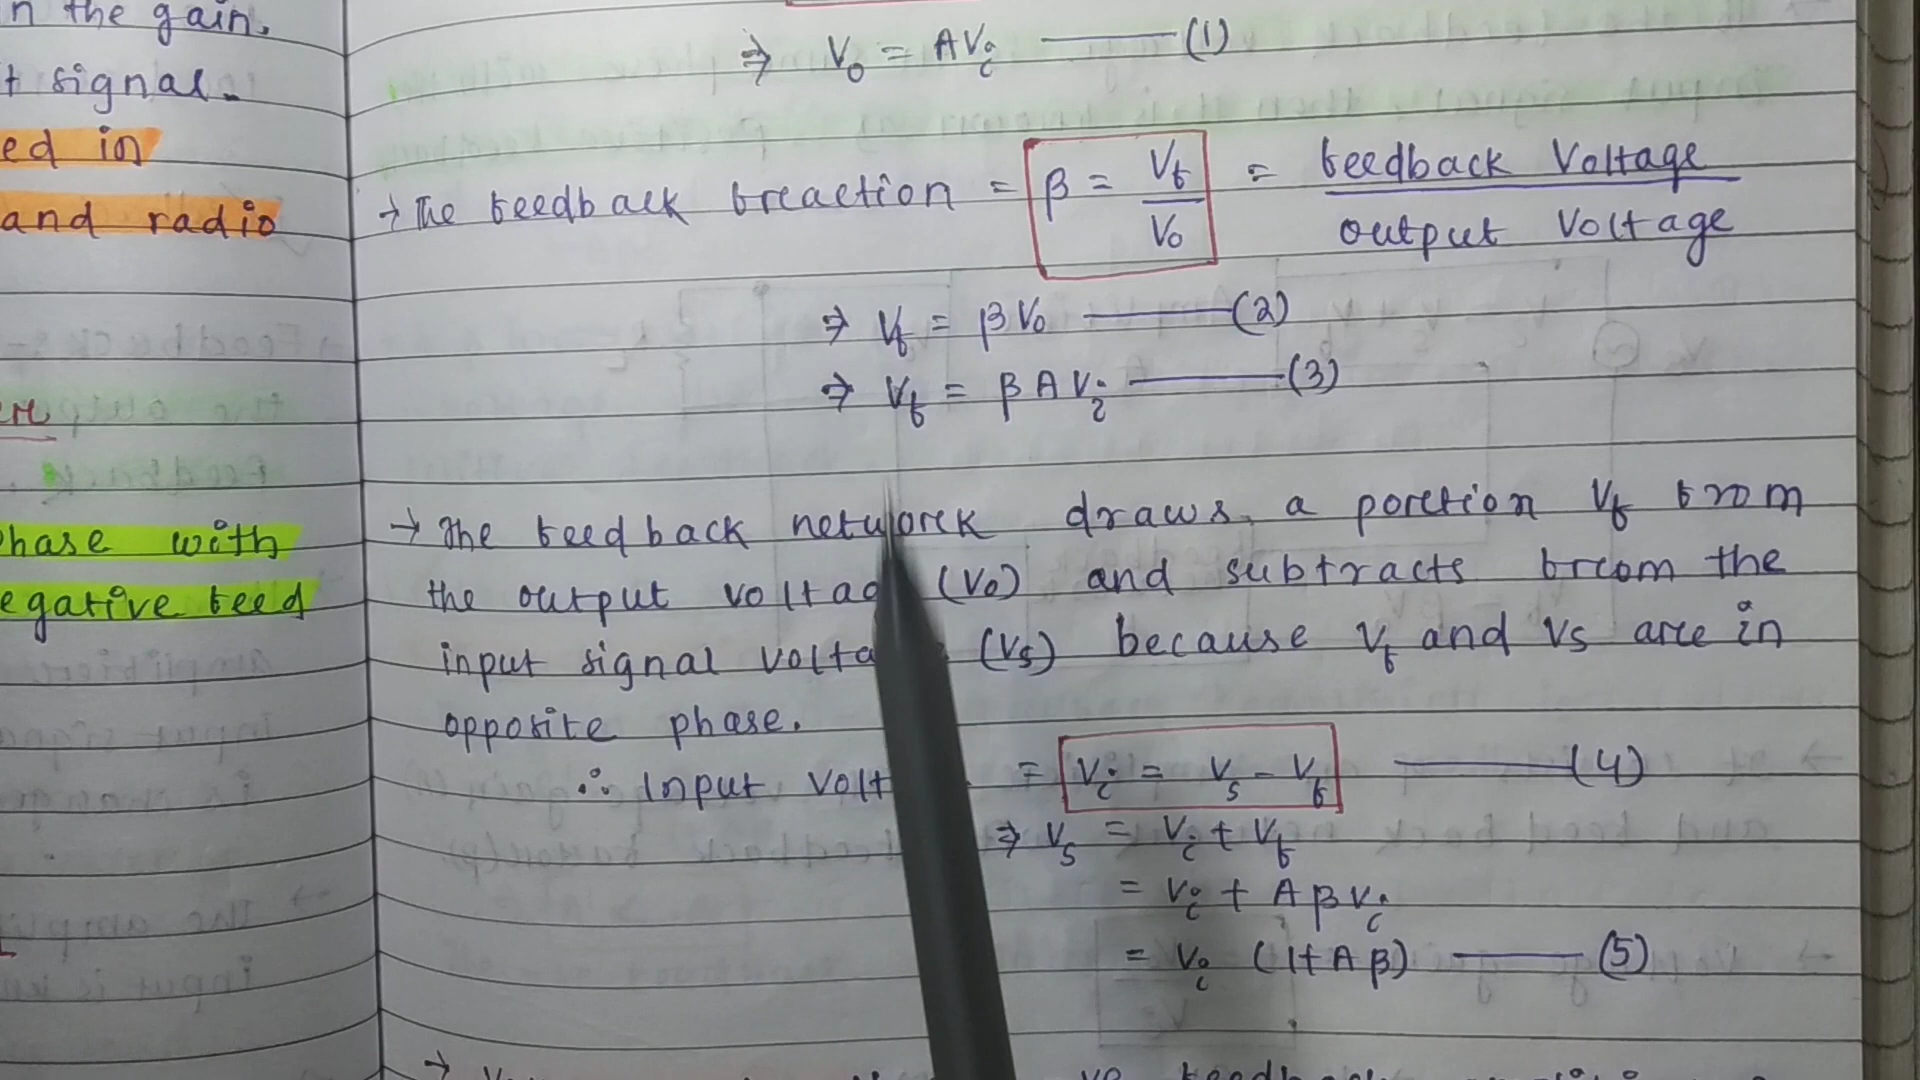 n the gain.
t signal.
ed in
and radio
hase with
egative feed
⇒ V₀ = AVᵢ ——— (1)
→ The feedback fraction = β = V_f / V₀ = feedback Voltage / output Voltage
⇒ V_f = βV₀ ——— (2)
⇒ V_f = βAVᵢ ——— (3)
→ The feedback network draws a portion V_f from
the output voltag (V₀) and subtracts from the
input signal volta (Vs) because V_f and Vs are in
opposite phase.
∴ Input Volt = Vᵢ = Vs - V_f ——— (4)
⇒ Vs = Vᵢ + V_f
= Vᵢ + AβVᵢ
= Vᵢ (1+Aβ) ——— (5)